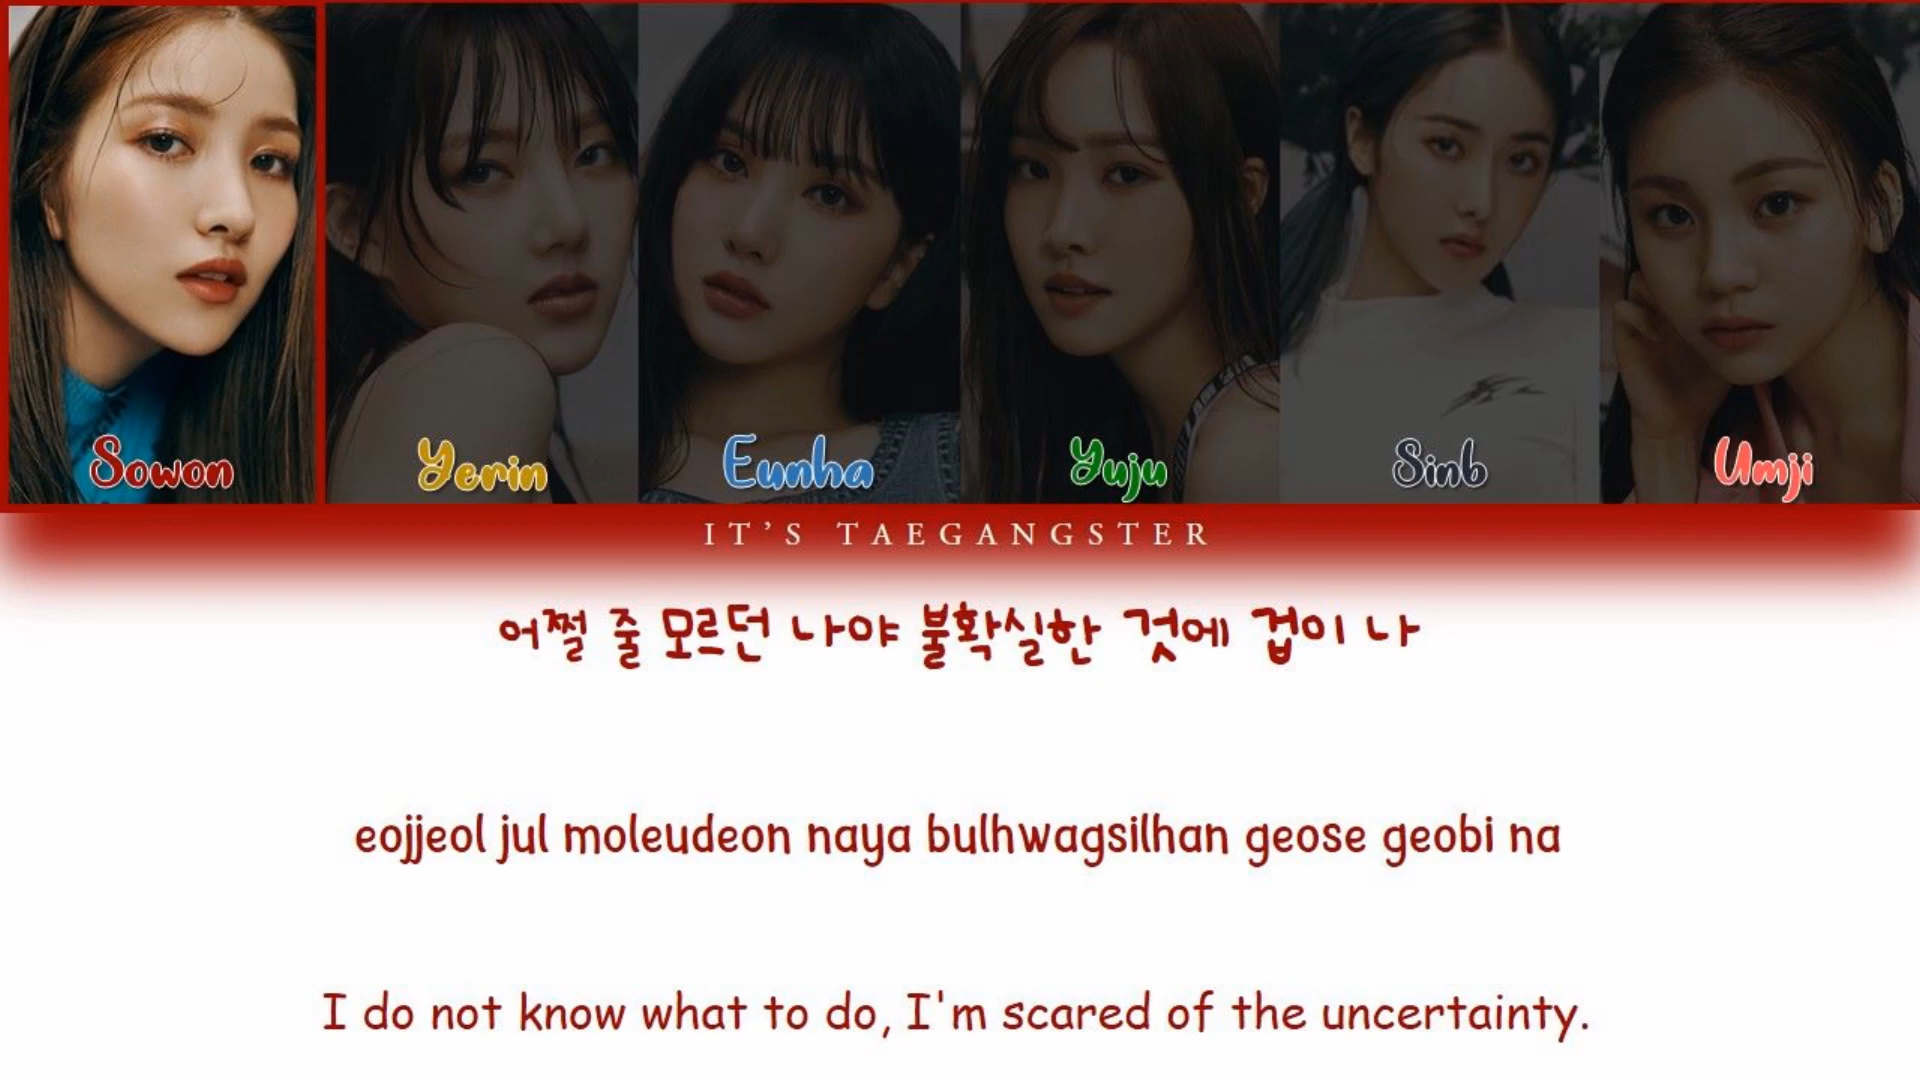 Sowon Yerin Eunha Yuju Sinb Umji
IT'S TAEGANGSTER
어쩔 줄 모르던 나야 불확실한 것에 겁이 나
eojjeol jul moleudeon naya bulhwagsilhan geose geobi na
I do not know what to do, I'm scared of the uncertainty.